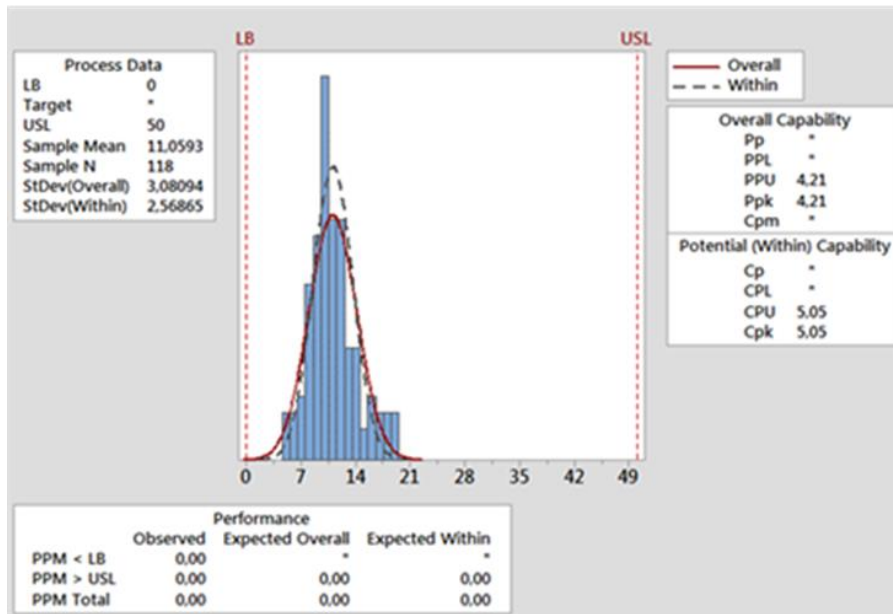 LB USL
Process Data
LB 0
Target *
USL 50
Sample Mean 11,0593
Sample N 118
StDev(Overall) 3,08094
StDev(Within) 2,56865
Overall
Within
Overall Capability
Pp *
PPL *
PPU 4,21
Ppk 4,21
Cpm *
Potential (Within) Capability
Cp *
CPL *
CPU 5,05
Cpk 5,05
0 7 14 21 28 35 42 49
Performance
Observed Expected Overall Expected Within
PPM < LB 0,00 * *
PPM > USL 0,00 0,00 0,00
PPM Total 0,00 0,00 0,00